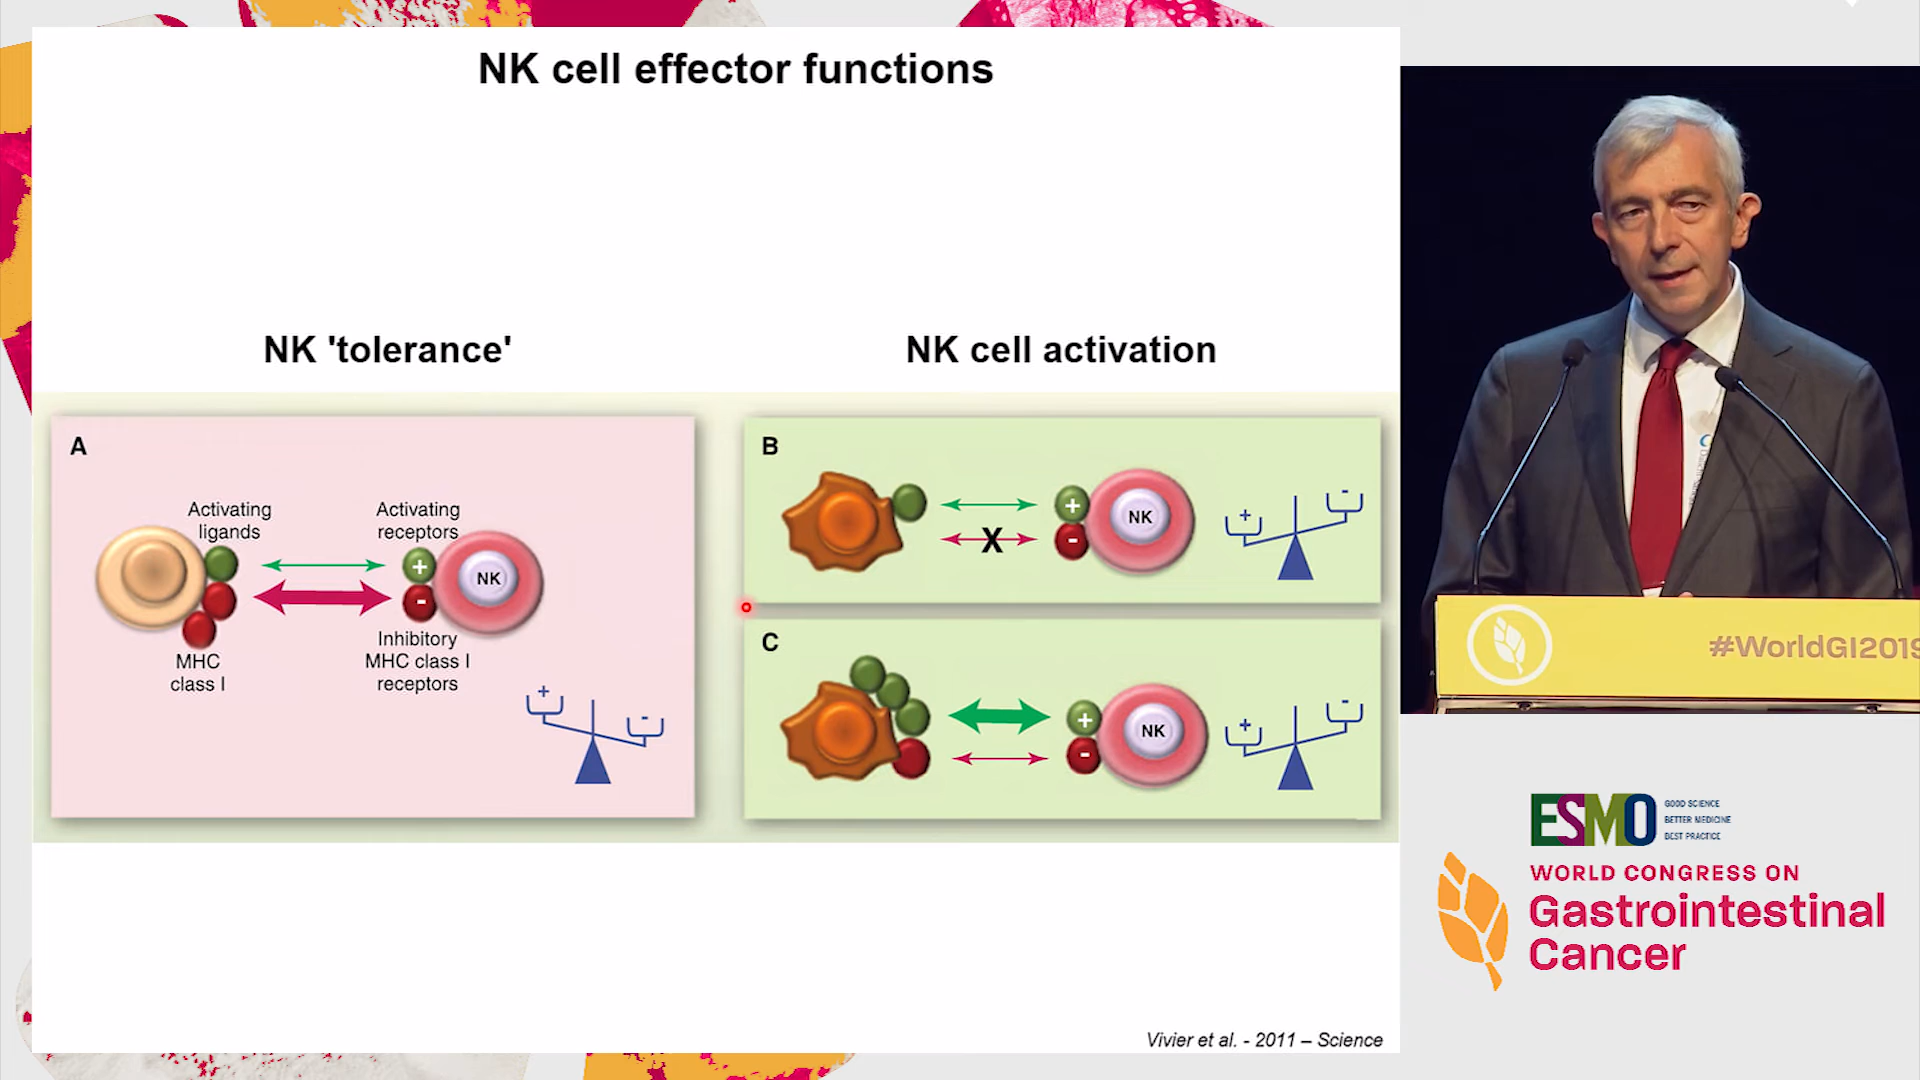 NK cell effector functions
NK 'tolerance'
NK cell activation
A
Activating
ligands
Activating
receptors
+
-
NK
MHC
class I
Inhibitory
MHC class I
receptors
+
-
B
X
+
-
NK
+
-
C
+
-
NK
+
-
Vivier et al. - 2011 – Science
#WorldGI2019
ESMO
GOOD SCIENCE
BETTER MEDICINE
BEST PRACTICE
WORLD CONGRESS ON
Gastrointestinal
Cancer